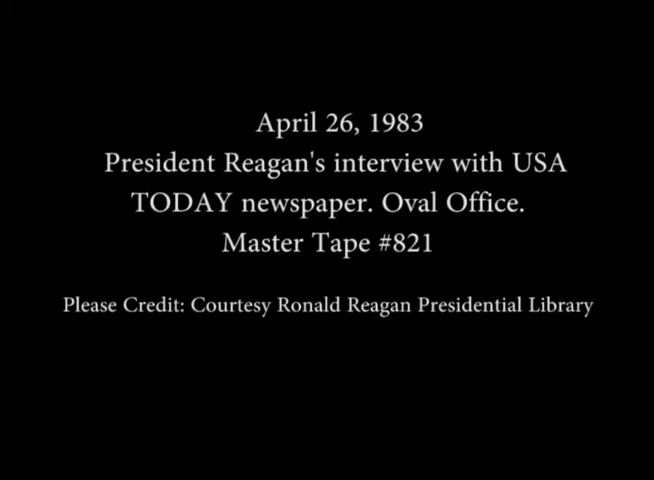 April 26, 1983
President Reagan's interview with USA
TODAY newspaper. Oval Office.
Master Tape #821
Please Credit: Courtesy Ronald Reagan Presidential Library